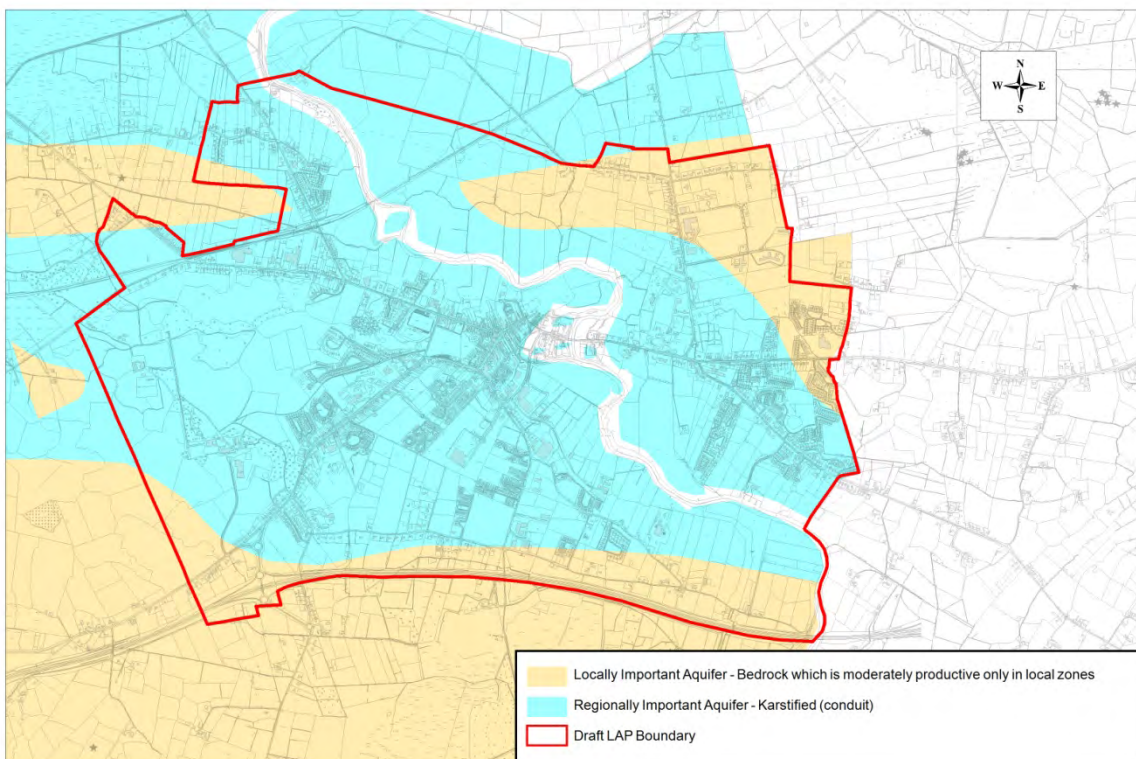 N
W E
S
Locally Important Aquifer - Bedrock which is moderately productive only in local zones
Regionally Important Aquifer - Karstified (conduit)
Draft LAP Boundary